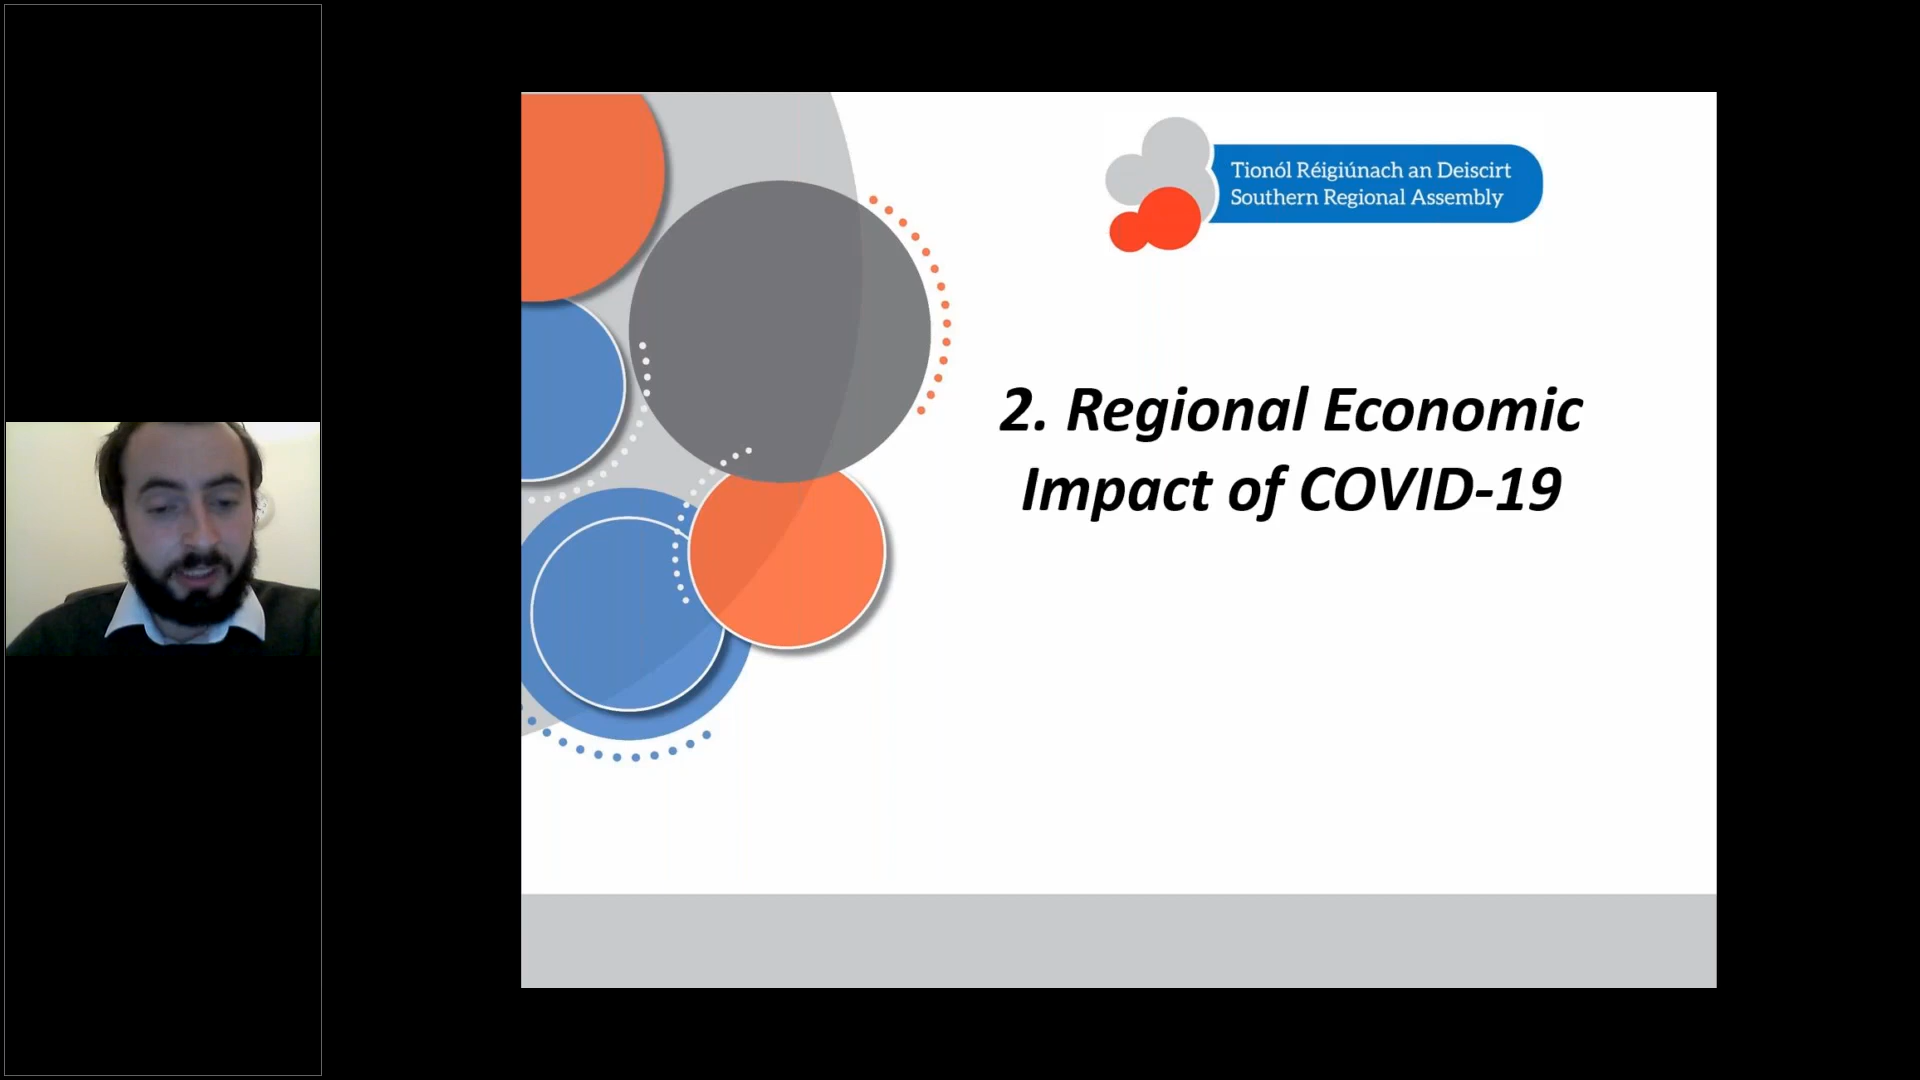 Tionól Réigiúnach an Deiscirt
Southern Regional Assembly
2. Regional Economic
Impact of COVID-19